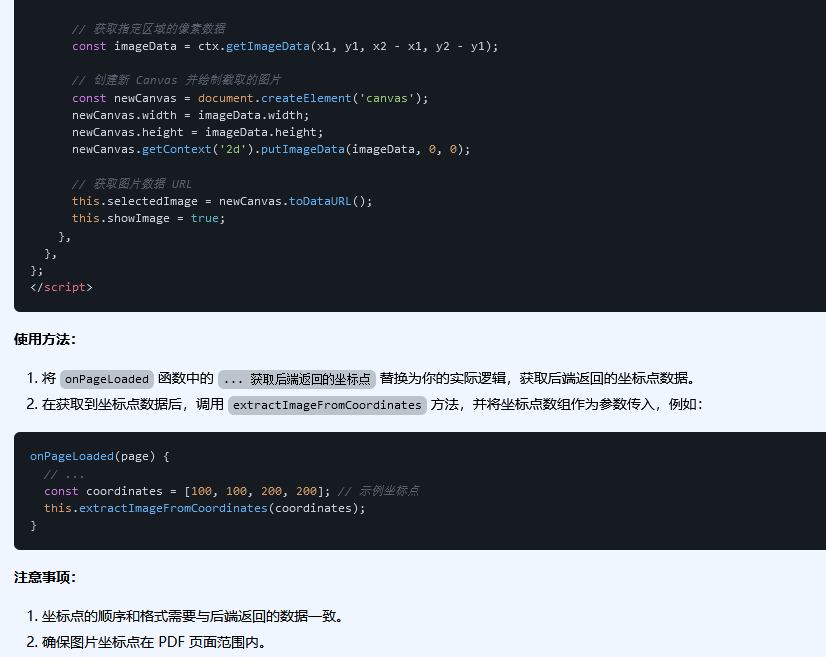 // 获取指定区域的像素数据
const imageData = ctx.getImageData(x1, y1, x2 - x1, y2 - y1);
// 创建新 Canvas 并绘制截取的图片
const newCanvas = document.createElement('canvas');
newCanvas.width = imageData.width;
newCanvas.height = imageData.height;
newCanvas.getContext('2d').putImageData(imageData, 0, 0);
// 获取图片数据 URL
this.selectedImage = newCanvas.toDataURL();
this.showImage = true;
},
},
};
</script>
使用方法：
1. 将 onPageLoaded 函数中的 ... 获取后端返回的坐标点 替换为你的实际逻辑，获取后端返回的坐标点数据。
2. 在获取到坐标点数据后，调用 extractImageFromCoordinates 方法，并将坐标点数组作为参数传入，例如：
onPageLoaded(page) {
// ...
const coordinates = [100, 100, 200, 200]; // 示例坐标点
this.extractImageFromCoordinates(coordinates);
}
注意事项：
1. 坐标点的顺序和格式需要与后端返回的数据一致。
2. 确保图片坐标点在 PDF 页面范围内。